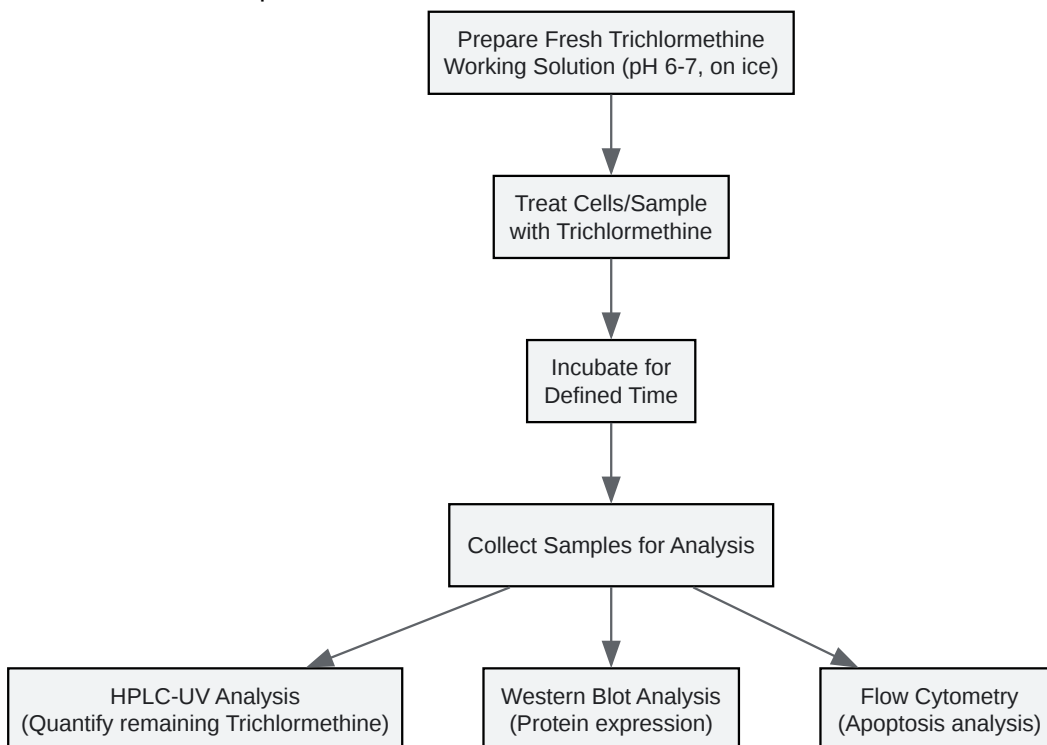 Prepare Fresh Trichlormethine
Working Solution (pH 6-7, on ice)
Treat Cells/Sample
with Trichlormethine
Incubate for
Defined Time
Collect Samples for Analysis
HPLC-UV Analysis
(Quantify remaining Trichlormethine)
Western Blot Analysis
(Protein expression)
Flow Cytometry
(Apoptosis analysis)